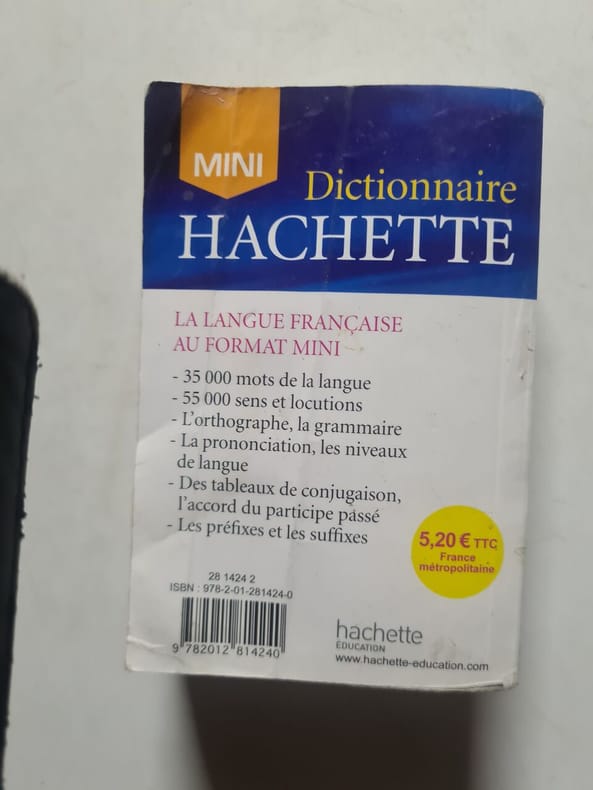 MINI
Dictionnaire
HACHETTE
LA LANGUE FRANÇAISE
AU FORMAT MINI
- 35 000 mots de la langue
- 55 000 sens et locutions
- L'orthographe, la grammaire
- La prononciation, les niveaux
de langue
- Des tableaux de conjugaison,
l'accord du participe passé
- Les préfixes et les suffixes
5,20 € TTC
France
métropolitaine
28 1424 2
ISBN : 978-2-01-281424-0
9 782012 814240
hachette
ÉDUCATION
www.hachette-education.com